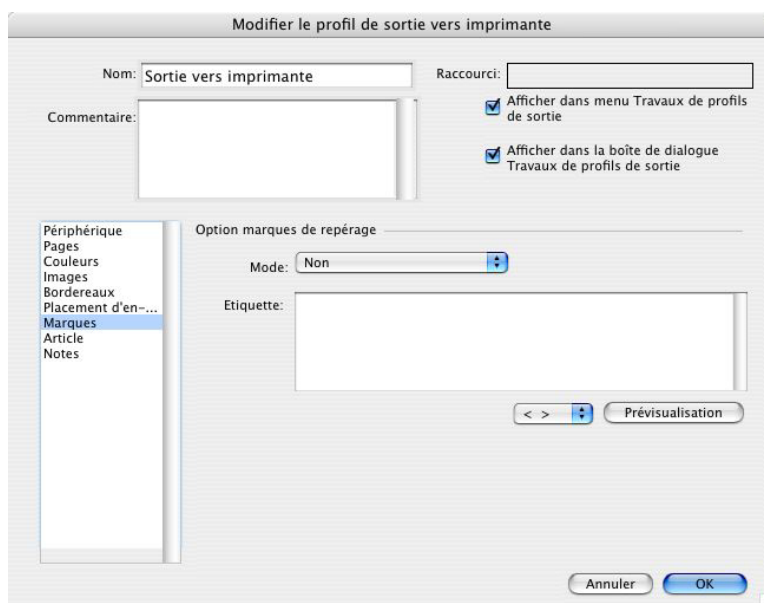 Modifier le profil de sortie vers imprimante
Nom: Sortie vers imprimante
Raccourci:
Commentaire:
Afficher dans menu Travaux de profils
de sortie
Afficher dans la boîte de dialogue
Travaux de profils de sortie
Périphérique
Pages
Couleurs
Images
Bordereaux
Placement d'en-...
Marques
Article
Notes
Option marques de repérage
Mode: Non
Etiquette:
< > Prévisualisation
Annuler OK